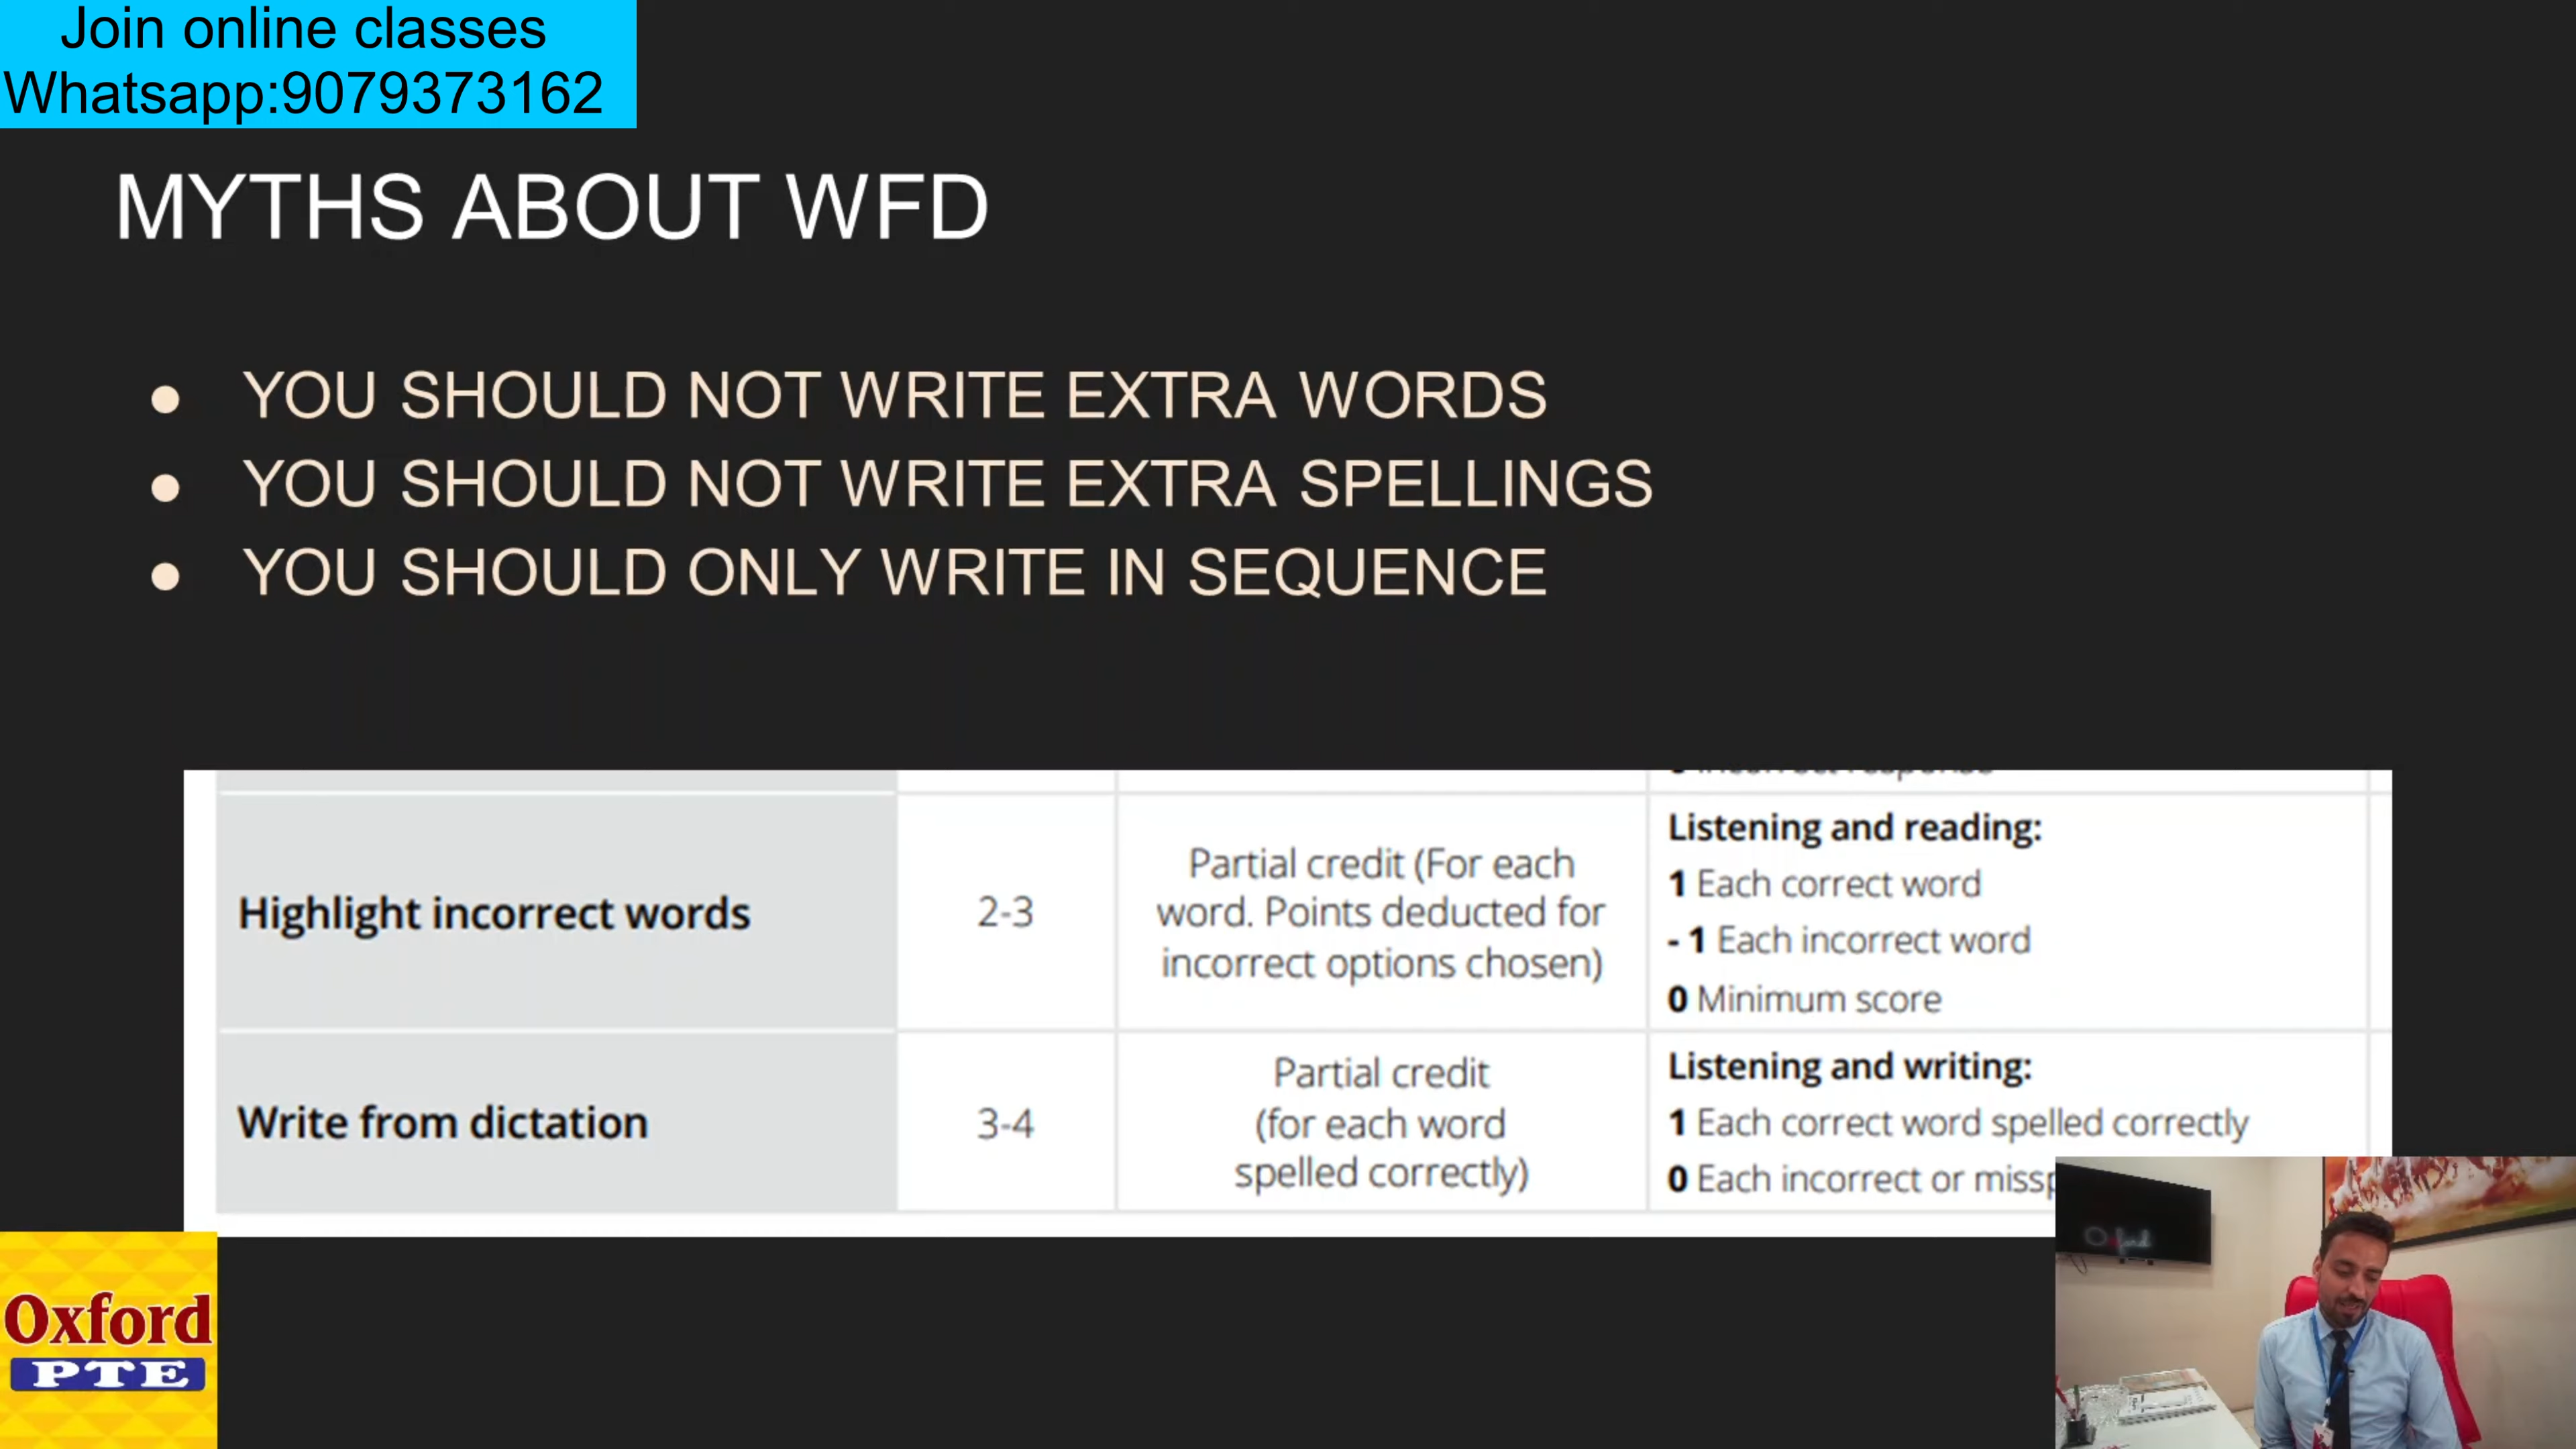 Join online classes
Whatsapp:9079373162
MYTHS ABOUT WFD
● YOU SHOULD NOT WRITE EXTRA WORDS
● YOU SHOULD NOT WRITE EXTRA SPELLINGS
● YOU SHOULD ONLY WRITE IN SEQUENCE
Highlight incorrect words
2-3
Partial credit (For each
word. Points deducted for
incorrect options chosen)
Listening and reading:
1 Each correct word
- 1 Each incorrect word
0 Minimum score
Write from dictation
3-4
Partial credit
(for each word
spelled correctly)
Listening and writing:
1 Each correct word spelled correctly
0 Each incorrect or
Oxford
PTE